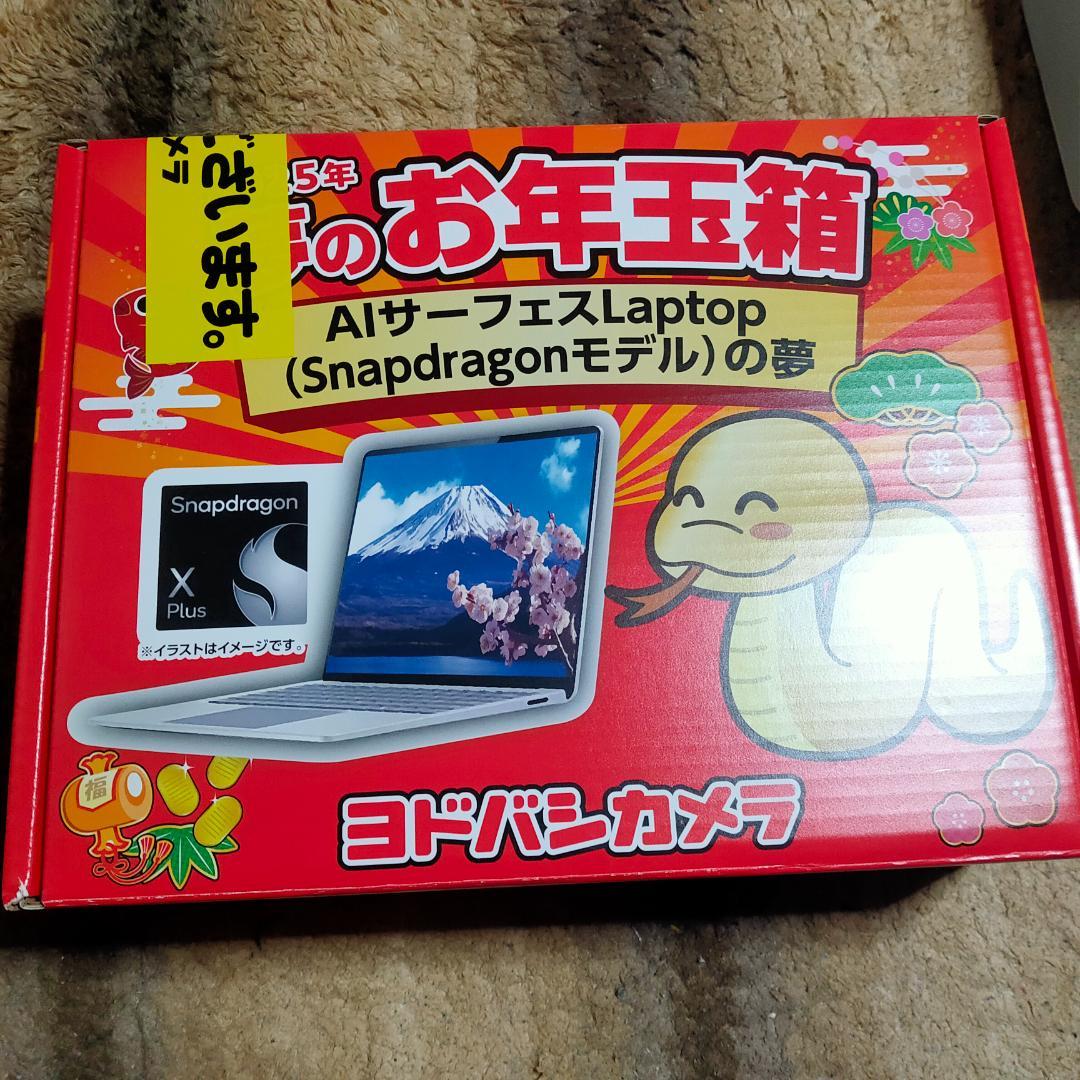 ございます。
メラ
5年
夢のお年玉箱
AIサーフェスLaptop
(Snapdragonモデル)の夢
Snapdragon
X
Plus
※イラストはイメージです。
福
ヨドバシカメラ